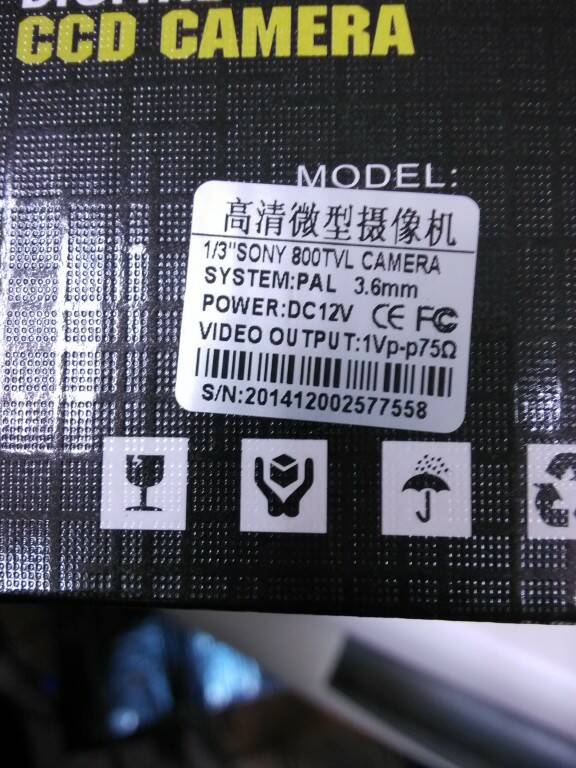 CCD CAMERA
MODEL:
高清微型摄像机
1/3"SONY 800TVL CAMERA
SYSTEM:PAL 3.6mm
POWER:DC12V CE FC
VIDEO OUTPUT:1Vp-p75Ω
S/N:201412002577558